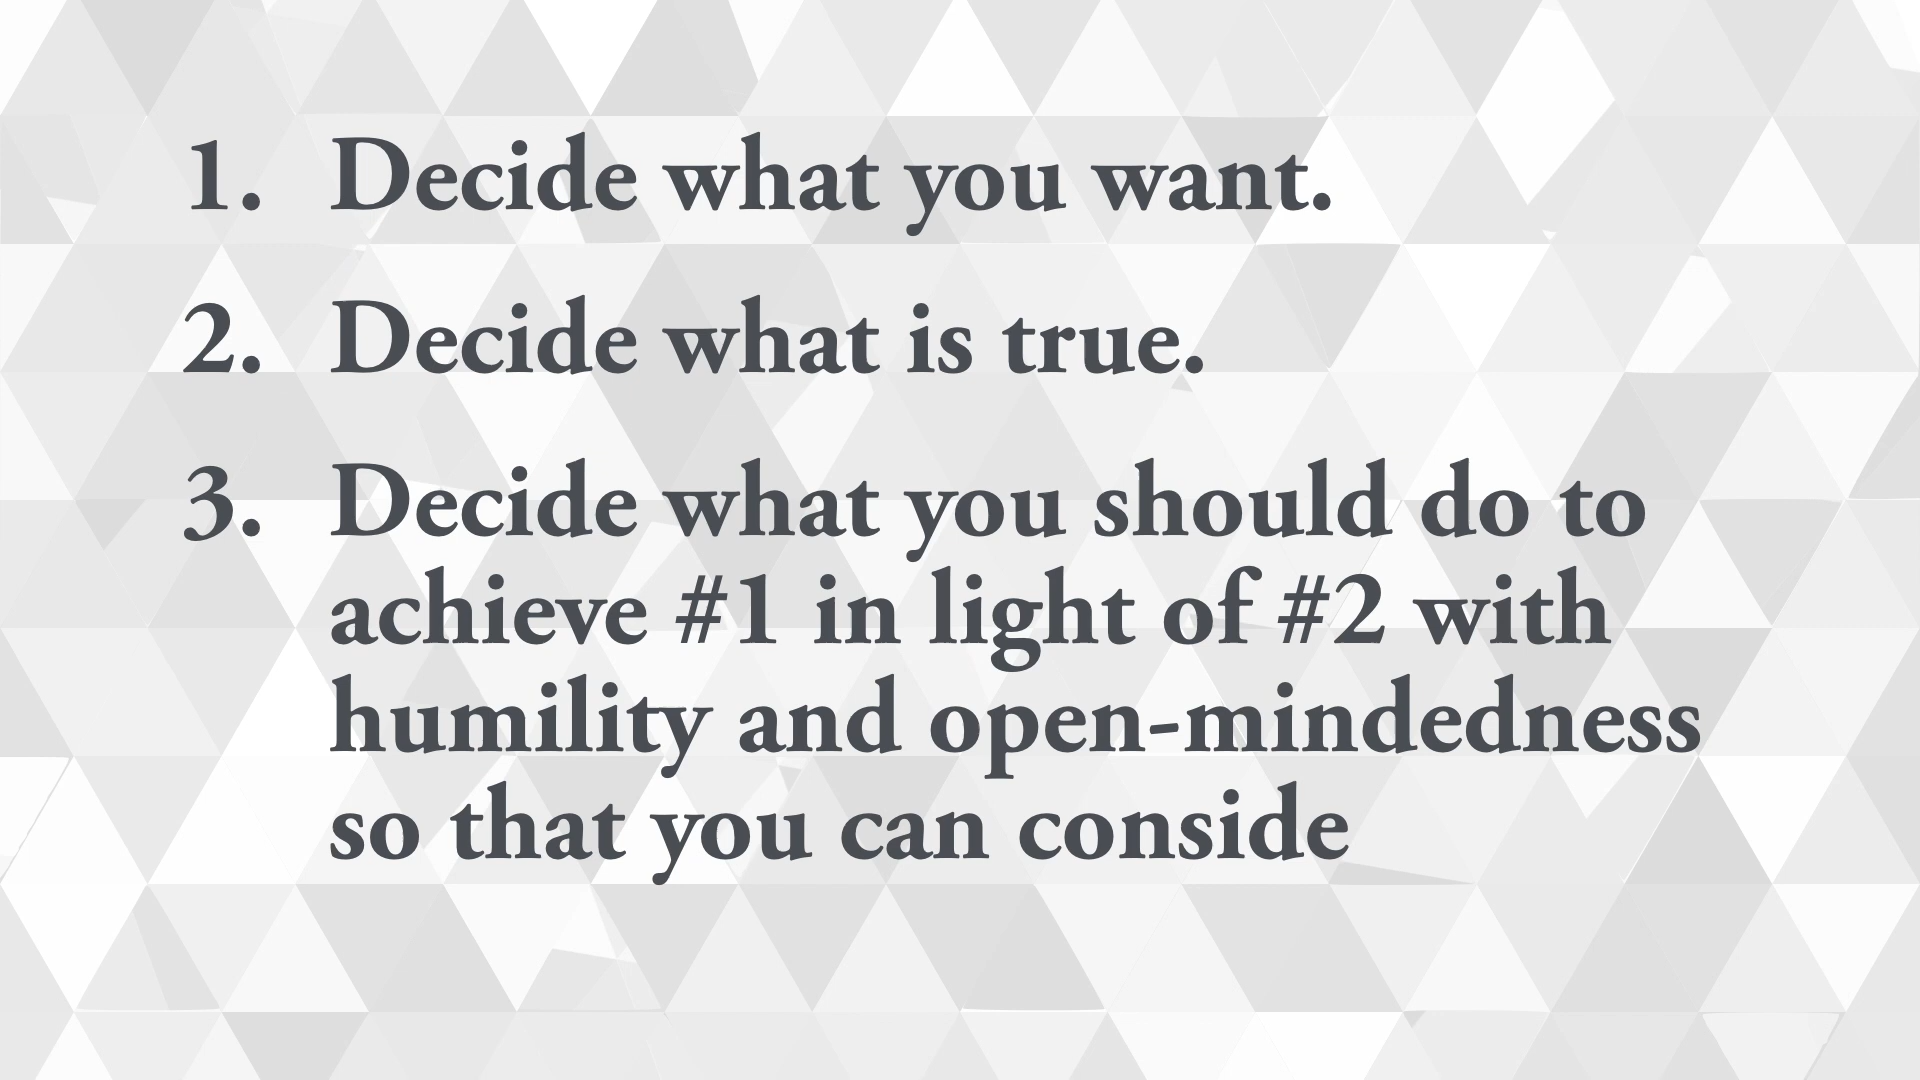 1. Decide what you want.
2. Decide what is true.
3. Decide what you should do to
achieve #1 in light of #2 with
humility and open-mindedness
so that you can conside